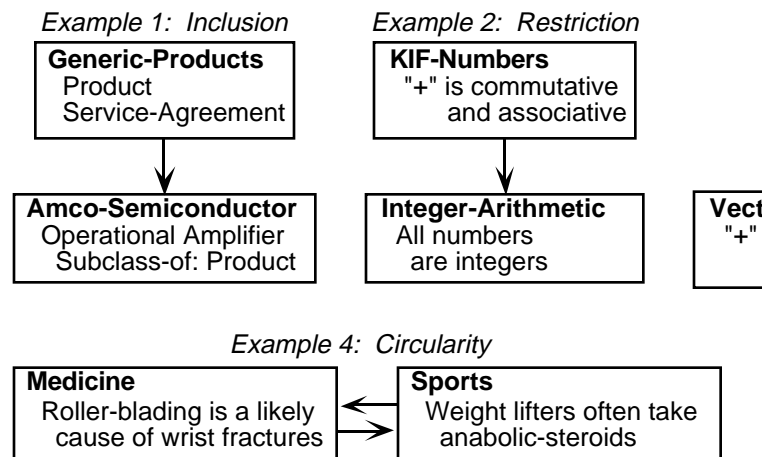 Example 1: Inclusion
Generic-Products
Product
Service-Agreement
Amco-Semiconductor
Operational Amplifier
Subclass-of: Product
Example 2: Restriction
KIF-Numbers
"+" is commutative
and associative
Integer-Arithmetic
All numbers
are integers
Vect
"+"
Example 4: Circularity
Medicine
Roller-blading is a likely
cause of wrist fractures
Sports
Weight lifters often take
anabolic-steroids